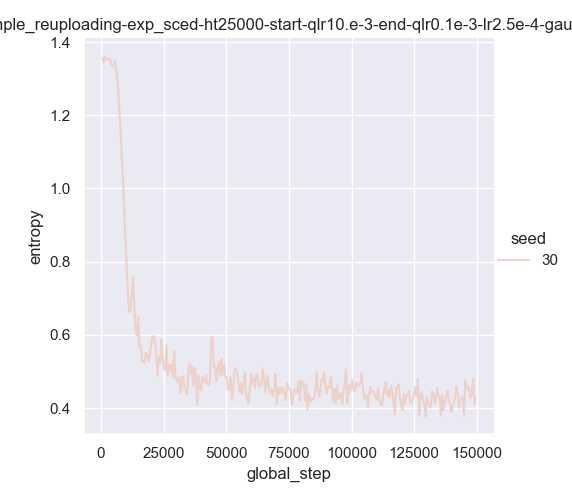 nple_reuploading-exp_sced-ht25000-start-qlr10.e-3-end-qlr0.1e-3-lr2.5e-4-gau
1.4
1.2
1.0
0.8
0.6
0.4
entropy
0 25000 50000 75000 100000 125000 150000
global_step
seed
30